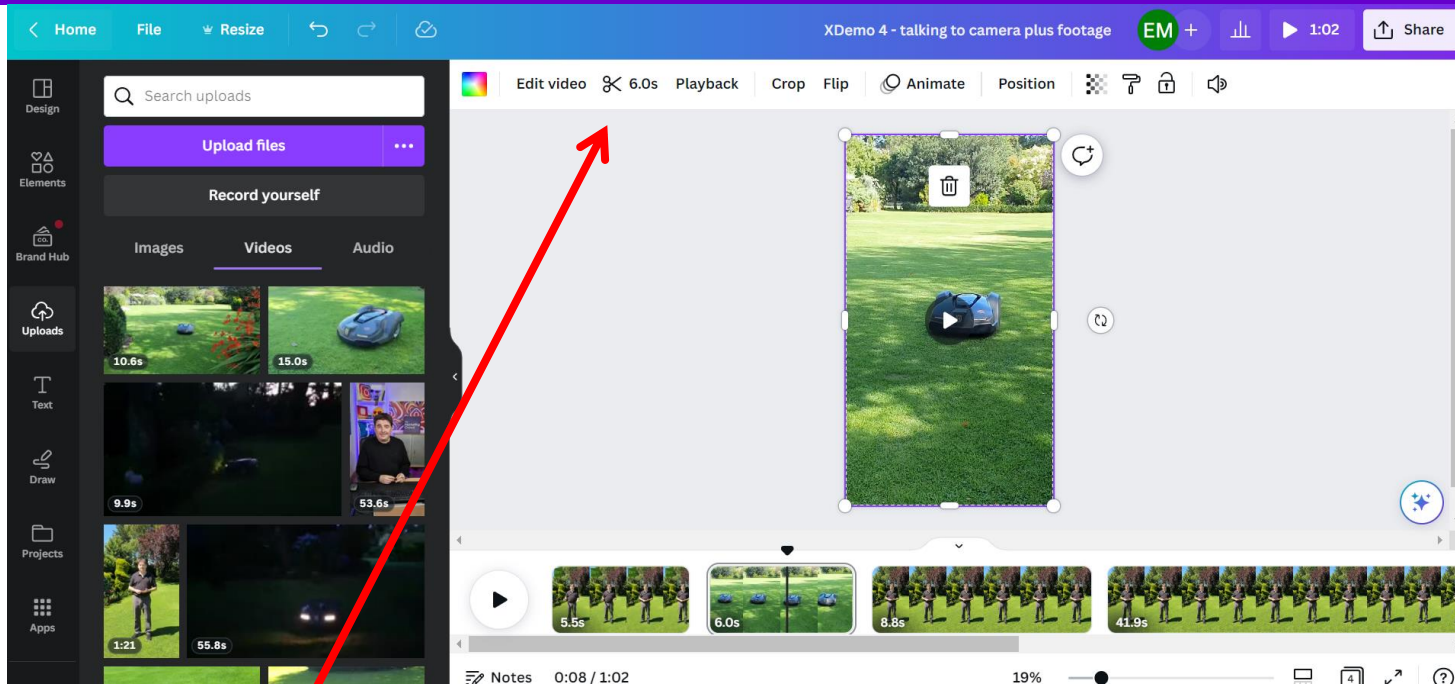 Home File Resize XDemo 4 - talking to camera plus footage EM + 1:02 Share
Design
Elements
CO.
Brand Hub
Uploads
Text
Draw
Projects
Apps
Search uploads
Upload files
Record yourself
Images Videos Audio
10.6s 15.0s
9.9s 53.6s
1:21 55.8s
Edit video 6.0s Playback Crop Flip Animate Position
5.5s 6.0s 8.8s 41.9s
Notes 0:08 / 1:02 19% 4 ?